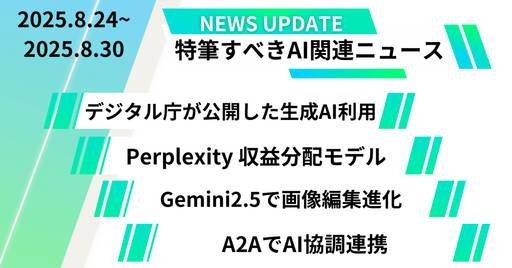 2025.8.24~
2025.8.30
NEWS UPDATE
特筆すべきAI関連ニュース
デジタル庁が公開した生成AI利用
Perplexity 収益分配モデル
Gemini2.5で画像編集進化
A2AでAI協調連携